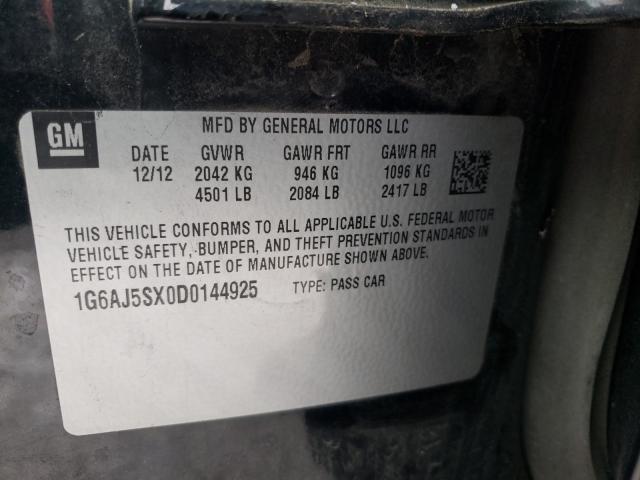 GM
MFD BY GENERAL MOTORS LLC
DATE GVWR GAWR FRT GAWR RR
12/12 2042 KG 946 KG 1096 KG
4501 LB 2084 LB 2417 LB
THIS VEHICLE CONFORMS TO ALL APPLICABLE U.S. FEDERAL MOTOR
VEHICLE SAFETY, BUMPER, AND THEFT PREVENTION STANDARDS IN
EFFECT ON THE DATE OF MANUFACTURE SHOWN ABOVE.
1G6AJ5SX0D0144925 TYPE: PASS CAR